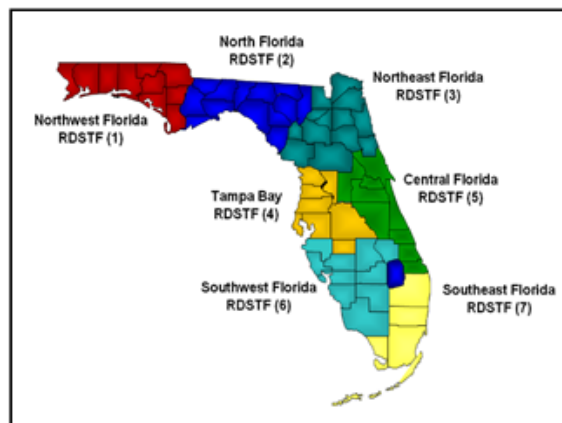 North Florida
RDSTF (2)
Northeast Florida
RDSTF (3)
Northwest Florida
RDSTF (1)
Tampa Bay
RDSTF (4)
Central Florida
RDSTF (5)
Southwest Florida
RDSTF (6)
Southeast Florida
RDSTF (7)